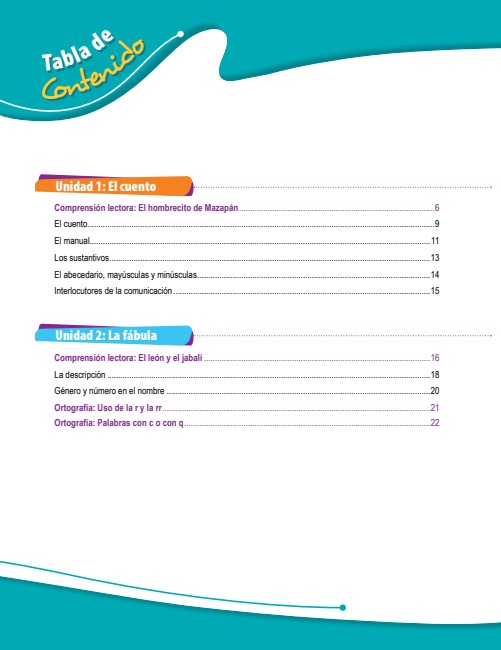 Tabla de
Contenido
Unidad 1: El cuento
Comprensión lectora: El hombrecito de Mazapán 6
El cuento 9
El manual 11
Los sustantivos 13
El abecedario, mayúsculas y minúsculas 14
Interlocutores de la comunicación 15
Unidad 2: La fábula
Comprensión lectora: El león y el jabalí 16
La descripción 18
Género y número en el nombre 20
Ortografía: Uso de la r y la rr 21
Ortografía: Palabras con c o con q 22